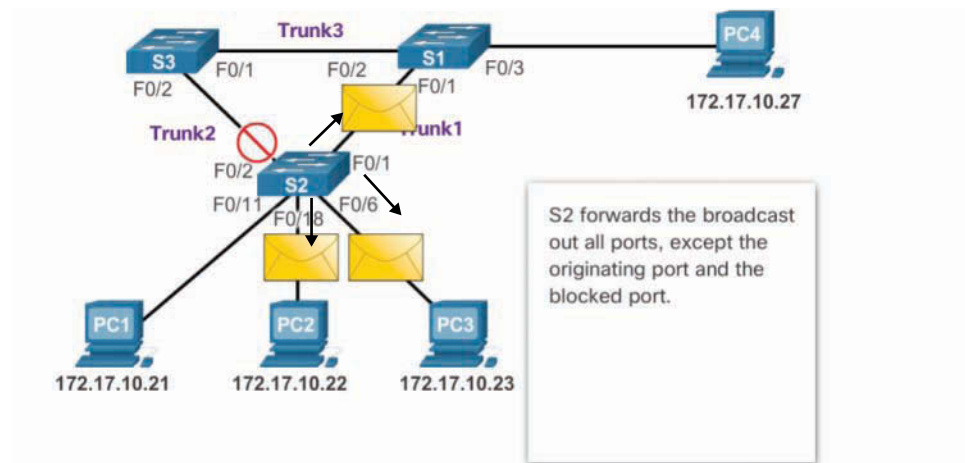 Trunk3
PC4
S3
S1
F0/1
F0/2
F0/3
F0/2
F0/1
172.17.10.27
Trunk2
runk1
F0/2
F0/1
S2
F0/11
F0/6
F0/18
S2 forwards the broadcast
out all ports, except the
originating port and the
blocked port.
PC1
PC2
PC3
172.17.10.21
172.17.10.22
172.17.10.23